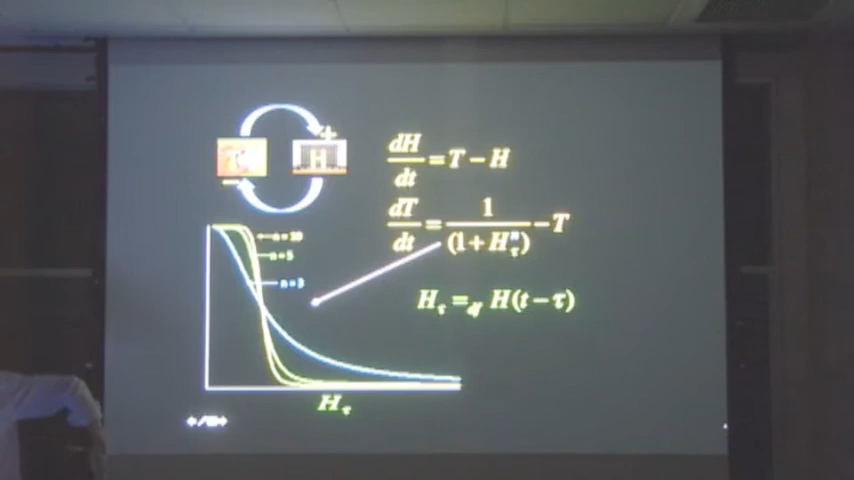 +
T
H
−
dH/dt = T − H
dT/dt = 1/(1 + H_τ^n) − T
n = 10
n = 5
n = 3
H_τ =_df H(t − τ)
H_τ